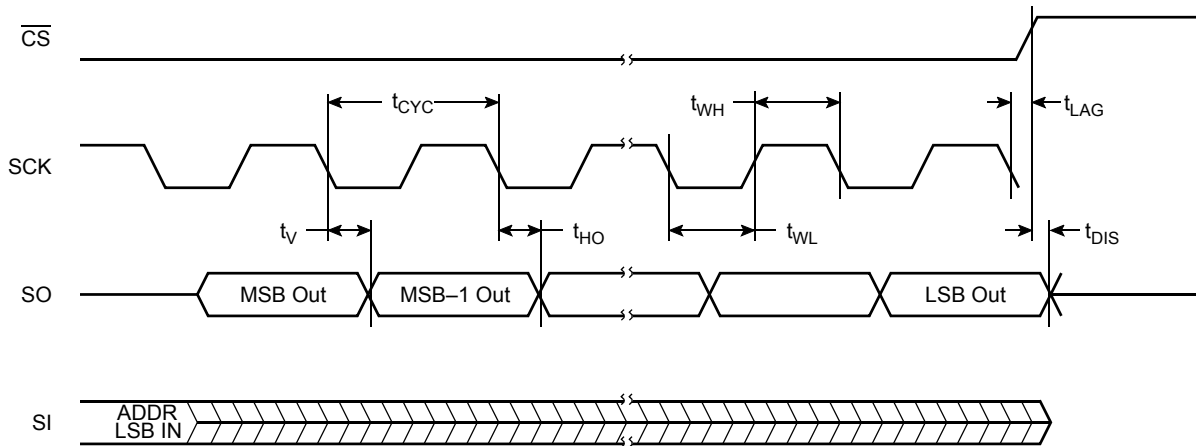 CS
tCYC
tWH
tLAG
SCK
tV
tHO
tWL
tDIS
SO
MSB Out
MSB–1 Out
LSB Out
SI
ADDR
LSB IN